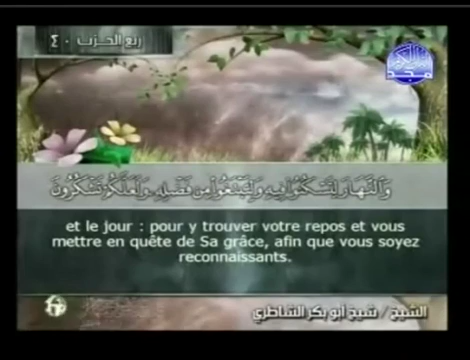 ربع الحزب ٤٠
المجد
وَالنَّهَارَ لِتَسْكُنُوا فِيهِ وَلِتَبْتَغُوا مِن فَضْلِهِ وَلَعَلَّكُمْ تَشْكُرُونَ
et le jour : pour y trouver votre repos et vous
mettre en quête de Sa grâce, afin que vous soyez
reconnaissants.
الشيخ / شيخ أبو بكر الشاطري